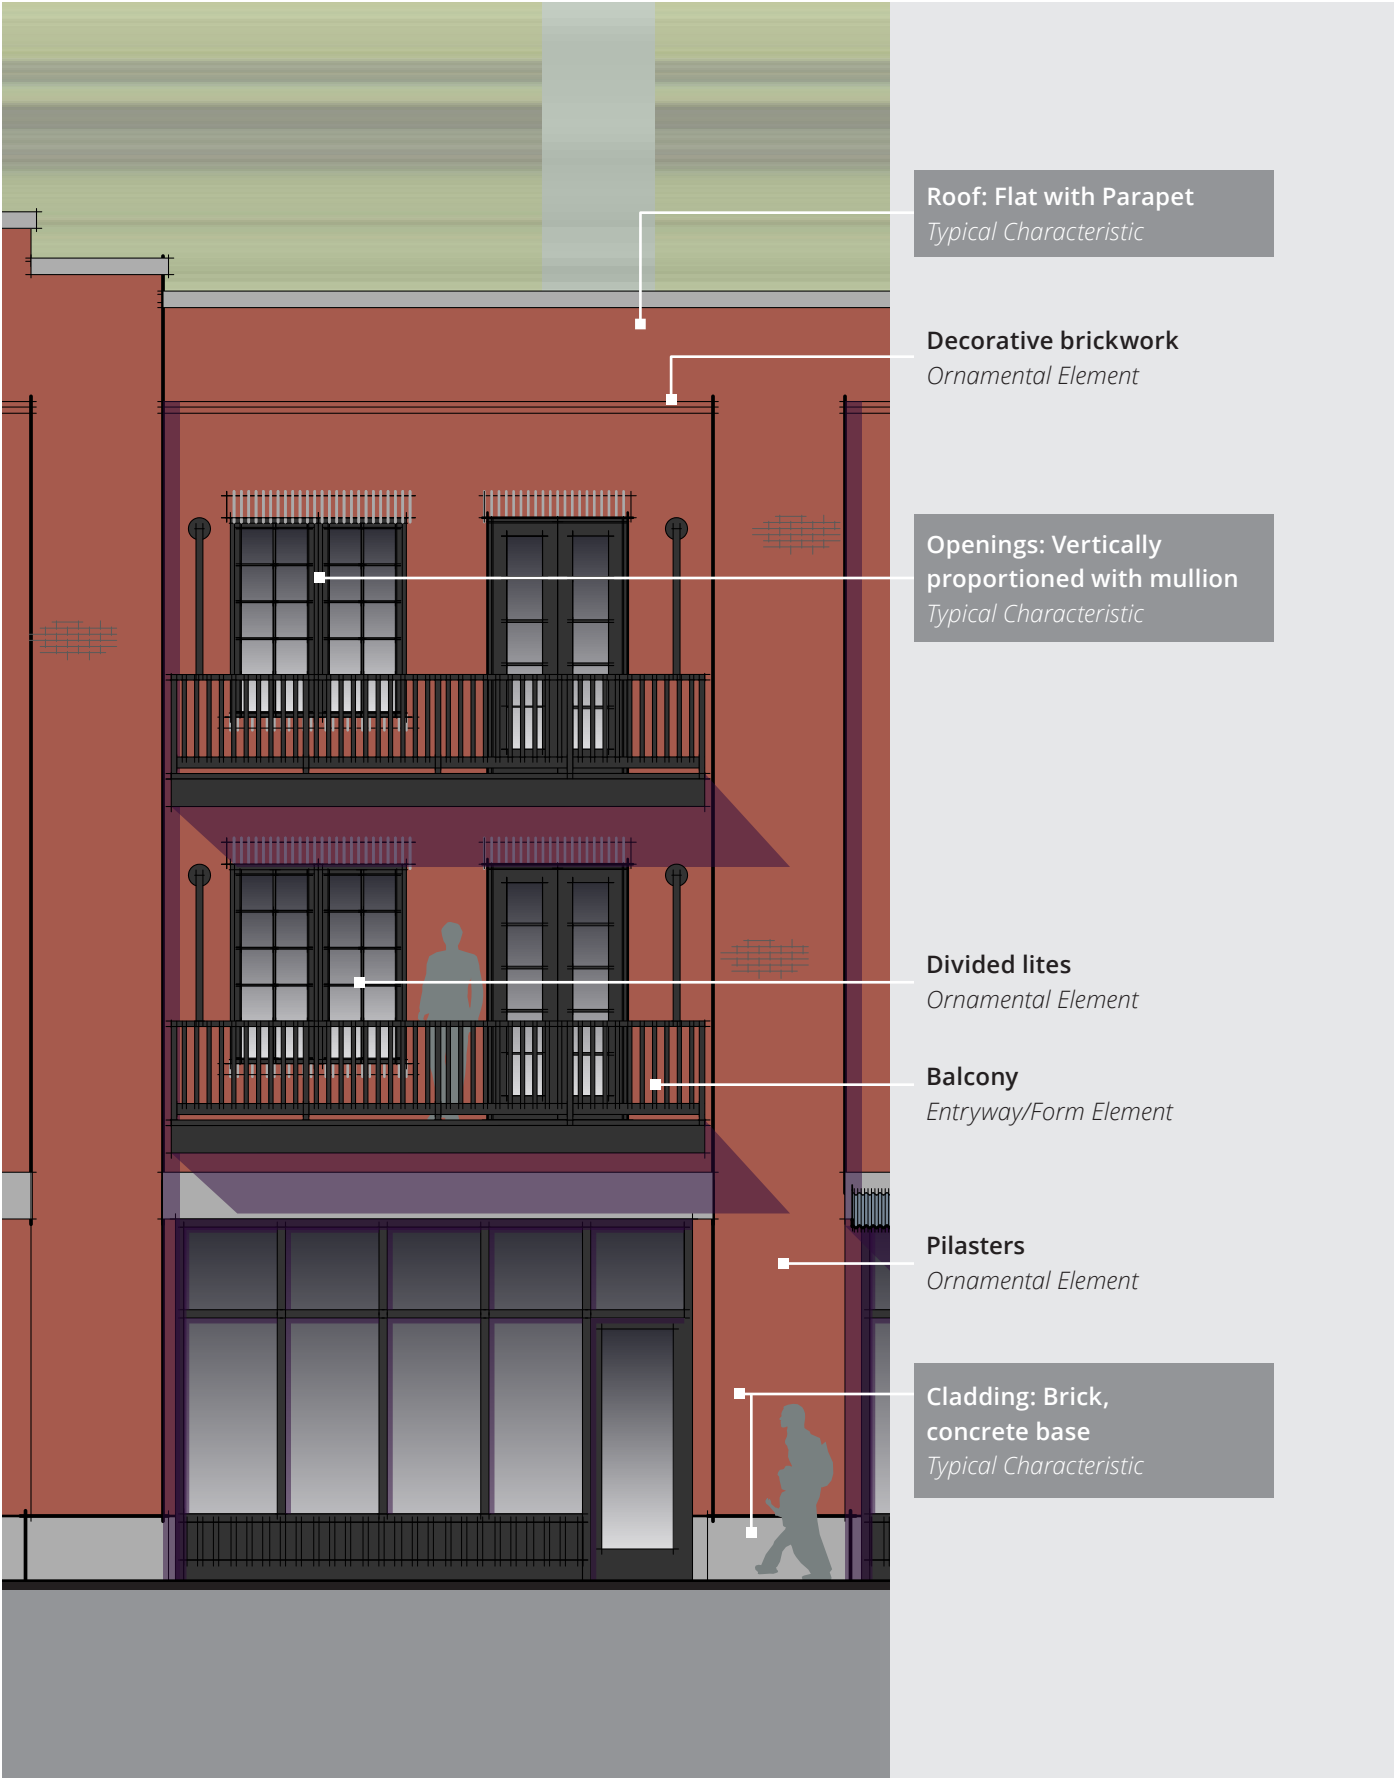 Roof: Flat with Parapet
Typical Characteristic
Decorative brickwork
Ornamental Element
Openings: Vertically
proportioned with mullion
Typical Characteristic
Divided lites
Ornamental Element
Balcony
Entryway/Form Element
Pilasters
Ornamental Element
Cladding: Brick,
concrete base
Typical Characteristic